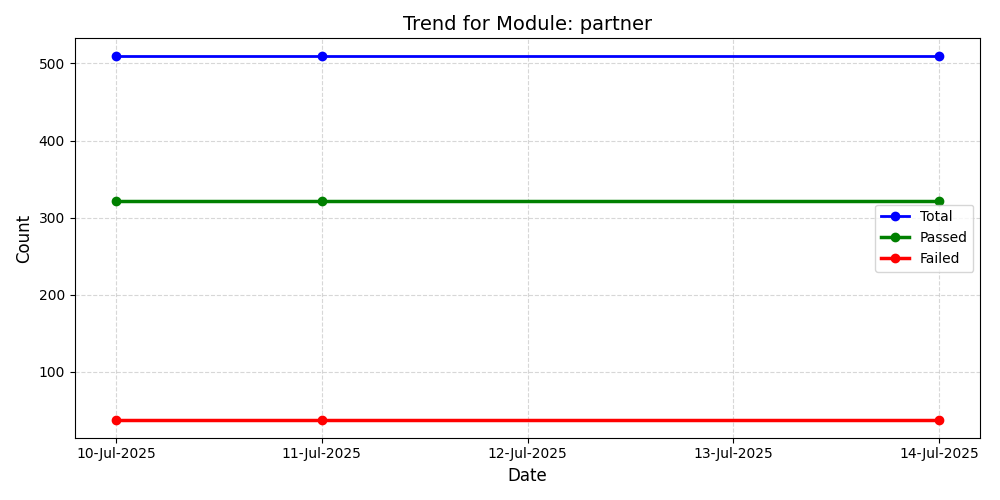 Trend for Module: partner
500
400
300
200
100
Count
Total
Passed
Failed
10-Jul-2025
11-Jul-2025
12-Jul-2025
13-Jul-2025
14-Jul-2025
Date